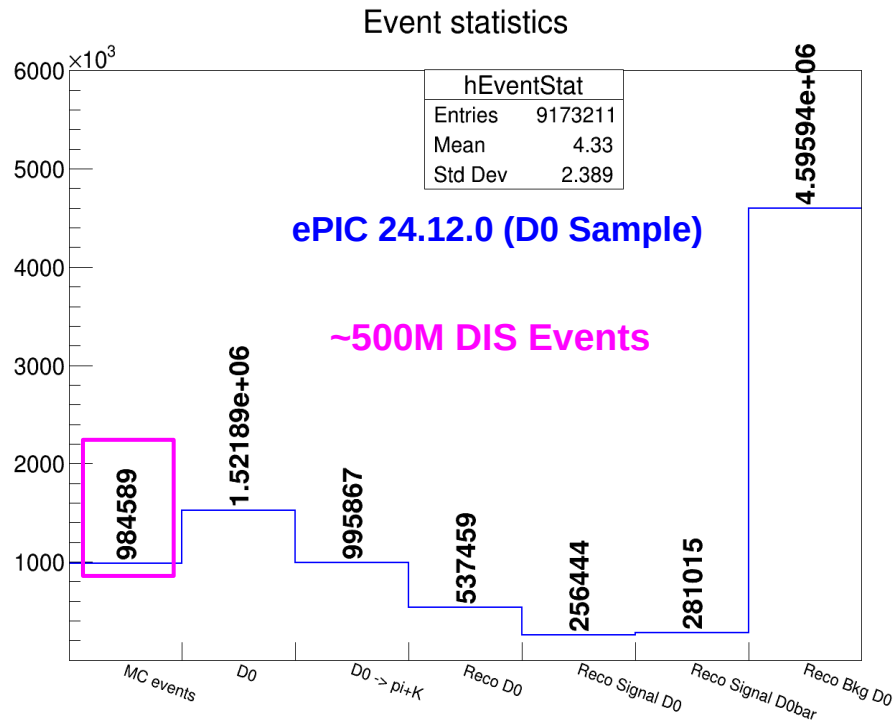 Event statistics
×10³
6000
5000
4000
3000
2000
1000
hEventStat
Entries 9173211
Mean 4.33
Std Dev 2.389
ePIC 24.12.0 (D0 Sample)
~500M DIS Events
984589
1.52189e+06
995867
537459
256444
281015
4.59594e+06
MC events
D0
D0 -> pi+K
Reco D0
Reco Signal D0
Reco Signal D0bar
Reco Bkg D0